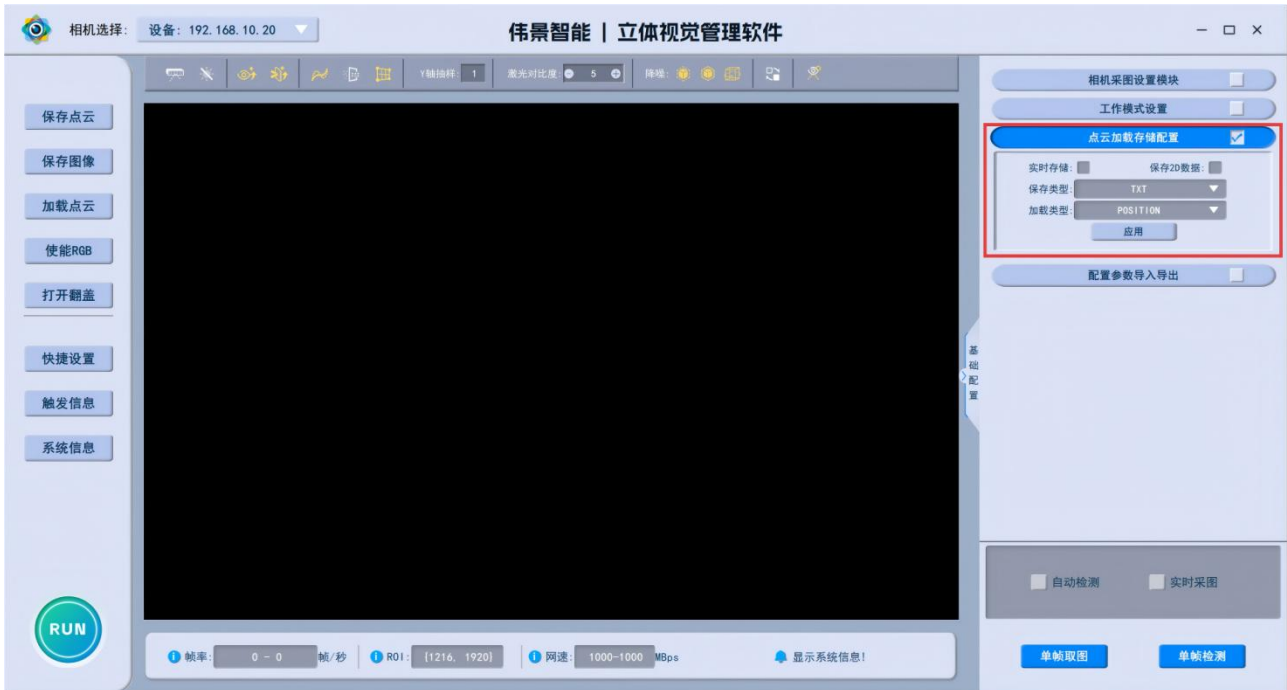 相机选择: 设备: 192.168.10.20
伟景智能 | 立体视觉管理软件
Y轴抽样: 1 激光对比度: 5 降噪:
保存点云
保存图像
加载点云
使能RGB
打开翻盖
快捷设置
触发信息
系统信息
RUN
基础配置
相机采图设置模块
工作模式设置
点云加载存储配置
实时存储: 保存2D数据:
保存类型: TXT
加载类型: POSITION
应用
配置参数导入导出
自动检测 实时采图
帧率: 0 - 0 帧/秒 ROI: {1216, 1920} 网速: 1000-1000 MBps 显示系统信息!
单帧取图 单帧检测